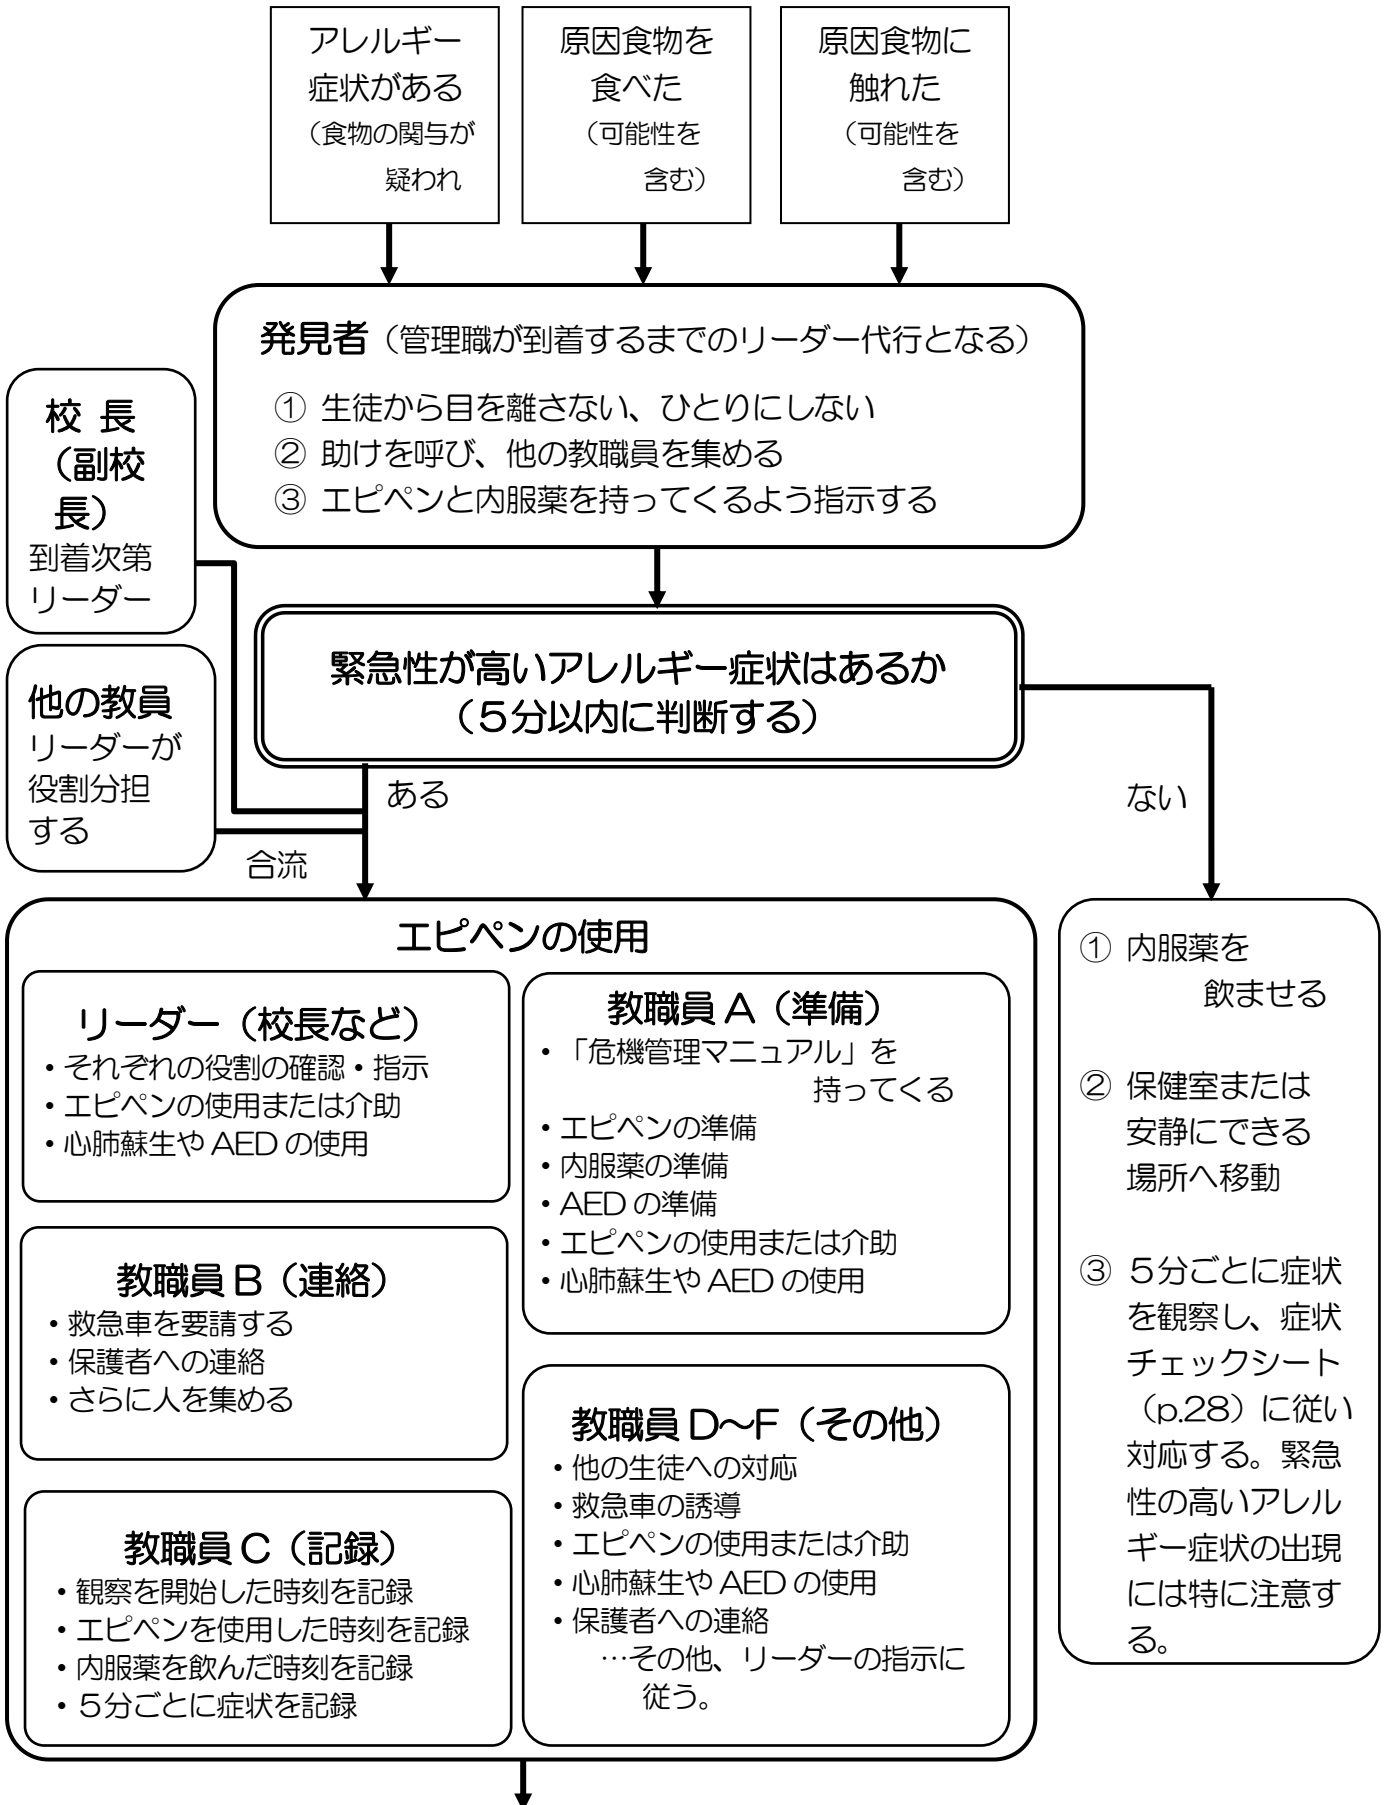 アレルギー
症状がある
（食物の関与が
疑われ
原因食物を
食べた
（可能性を
含む）
原因食物に
触れた
（可能性を
含む）
発見者（管理職が到着するまでのリーダー代行となる）
① 生徒から目を離さない、ひとりにしない
② 助けを呼び、他の教職員を集める
③ エピペンと内服薬を持ってくるよう指示する
校 長
（副校
長）
到着次第
リーダー
緊急性が高いアレルギー症状はあるか
（５分以内に判断する）
他の教員
リーダーが
役割分担
する
ある
ない
合流
エピペンの使用
リーダー（校長など）
・それぞれの役割の確認・指示
・エピペンの使用または介助
・心肺蘇生や AED の使用
教職員 A（準備）
・「危機管理マニュアル」を
持ってくる
・エピペンの準備
・内服薬の準備
・AED の準備
・エピペンの使用または介助
・心肺蘇生や AED の使用
教職員 B（連絡）
・救急車を要請する
・保護者への連絡
・さらに人を集める
教職員 D～F（その他）
・他の生徒への対応
・救急車の誘導
・エピペンの使用または介助
・心肺蘇生や AED の使用
・保護者への連絡
…その他、リーダーの指示に
従う。
教職員 C（記録）
・観察を開始した時刻を記録
・エピペンを使用した時刻を記録
・内服薬を飲んだ時刻を記録
・５分ごとに症状を記録
① 内服薬を
飲ませる
② 保健室または
安静にできる
場所へ移動
③ ５分ごとに症状
を観察し、症状
チェックシート
（p.28）に従い
対応する。緊急
性の高いアレル
ギー症状の出現
には特に注意す
る。